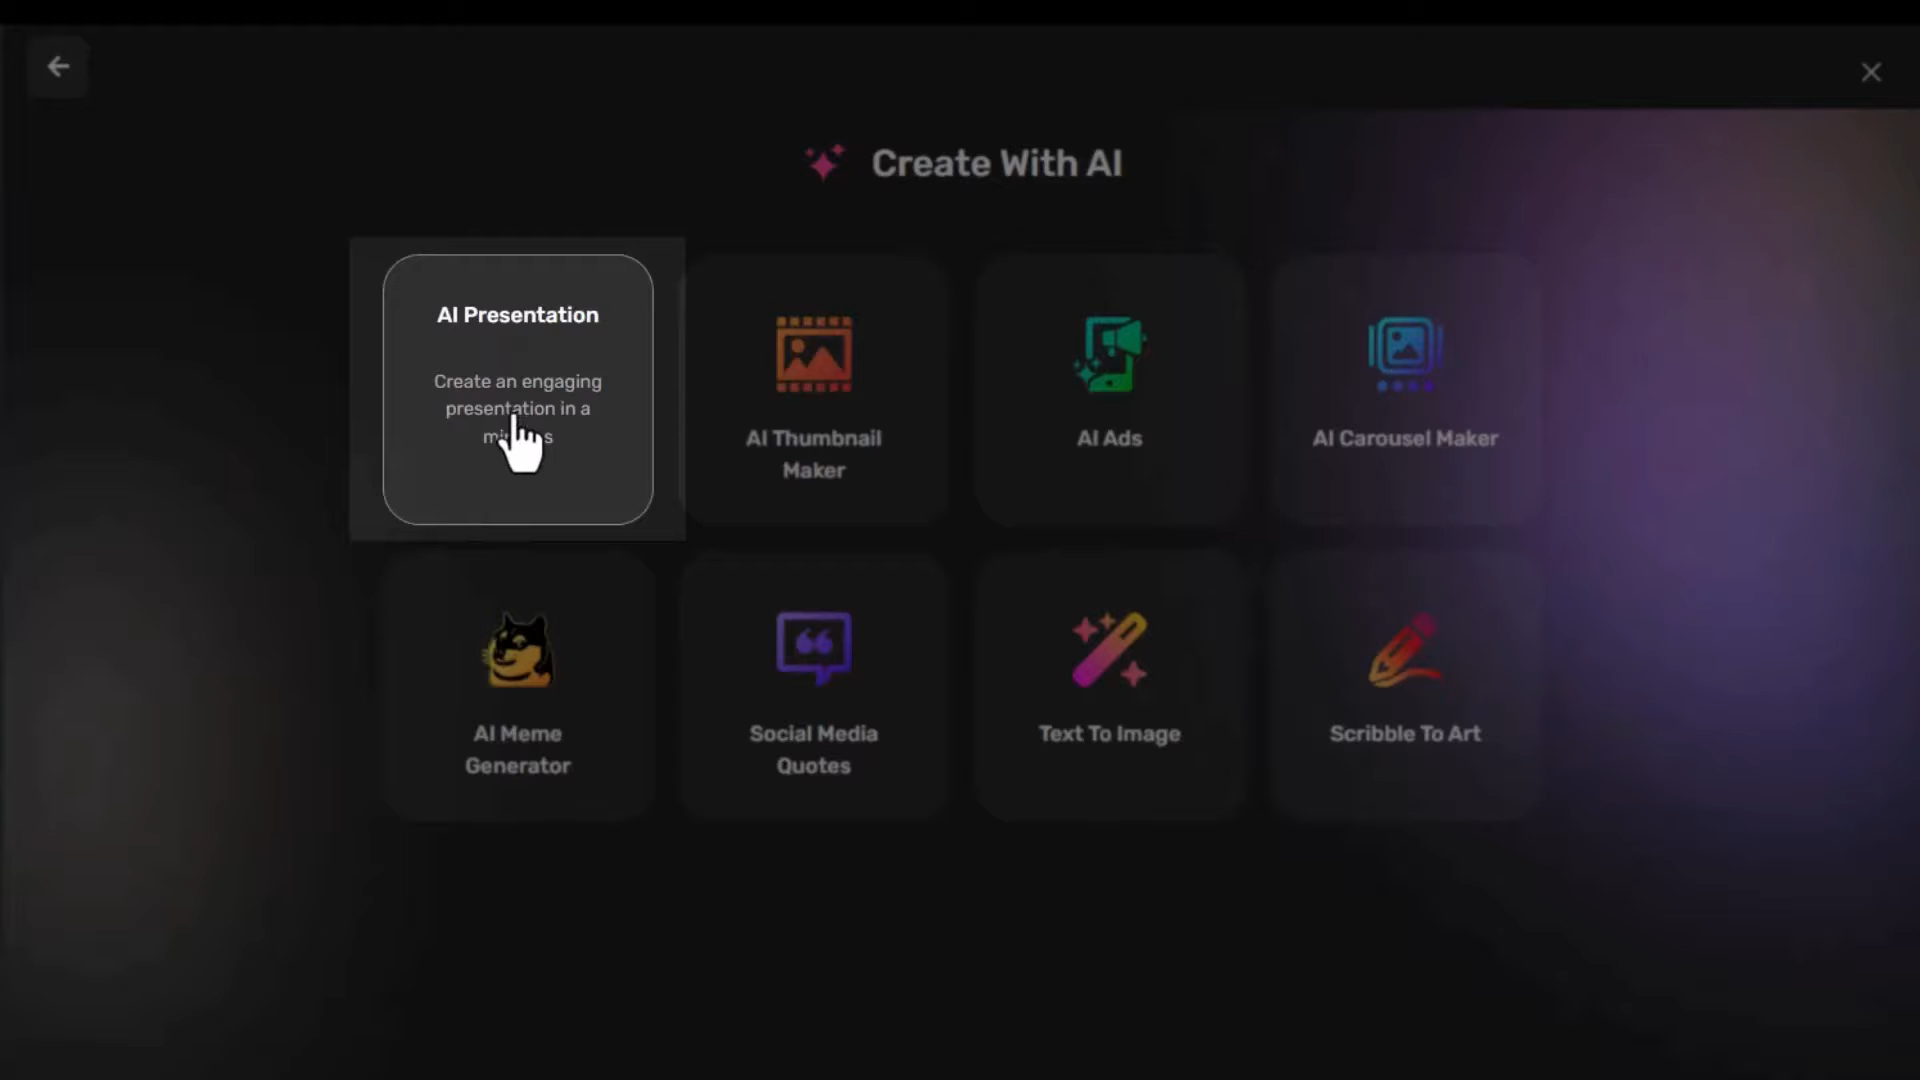 Create With AI
AI Presentation
Create an engaging
presentation in a
AI Thumbnail
Maker
AI Ads
AI Carousel Maker
AI Meme
Generator
Social Media
Quotes
Text To Image
Scribble To Art